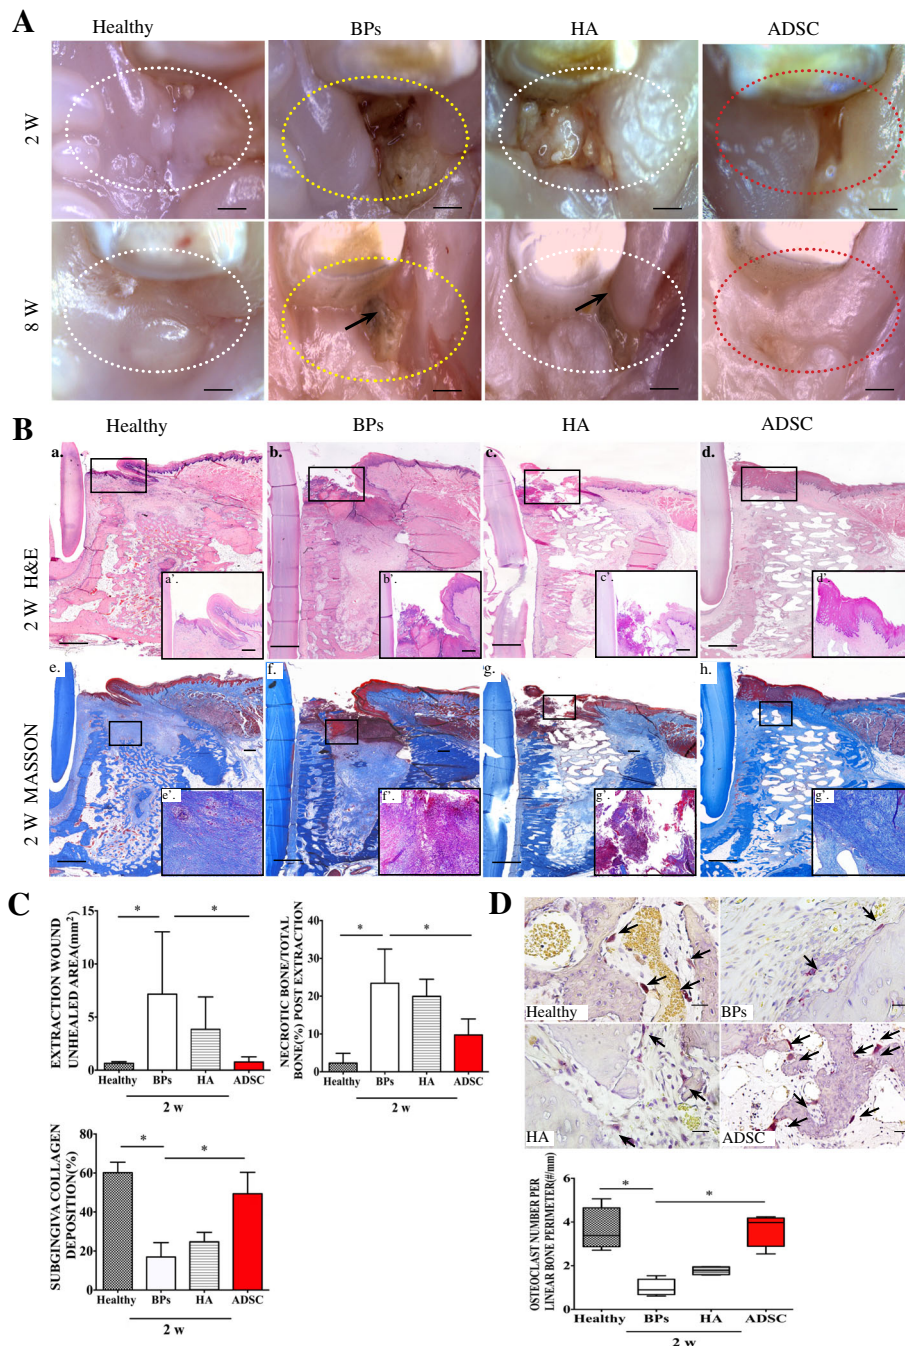 A
Healthy BPs HA ADSC
2 W
8 W
B
Healthy BPs HA ADSC
2 W H&E
a. b. c. d.
a'. b'. c'. d'.
2 W MASSON
e. f. g. h.
e'. f'. g' g'.
C
EXTRACTION WOUND
UNHEALED AREA(mm²)
15
10
5
0
* *
Healthy BPs HA ADSC
2 w
NECROTIC BONE/TOTAL
BONE(%) POST EXTRACTION
40
30
20
10
0
* *
Healthy BPs HA ADSC
2 w
SUBGINGIVA COLLAGEN
DEPOSITION(%)
80
60
40
20
0
* *
Healthy BPs HA ADSC
2 w
D
Healthy BPs
HA ADSC
OSTEOCLAST NUMBER PER
LINEAR BONE PERIMETER(#/mm)
6
4
2
0
* *
Healthy BPs HA ADSC
2 w